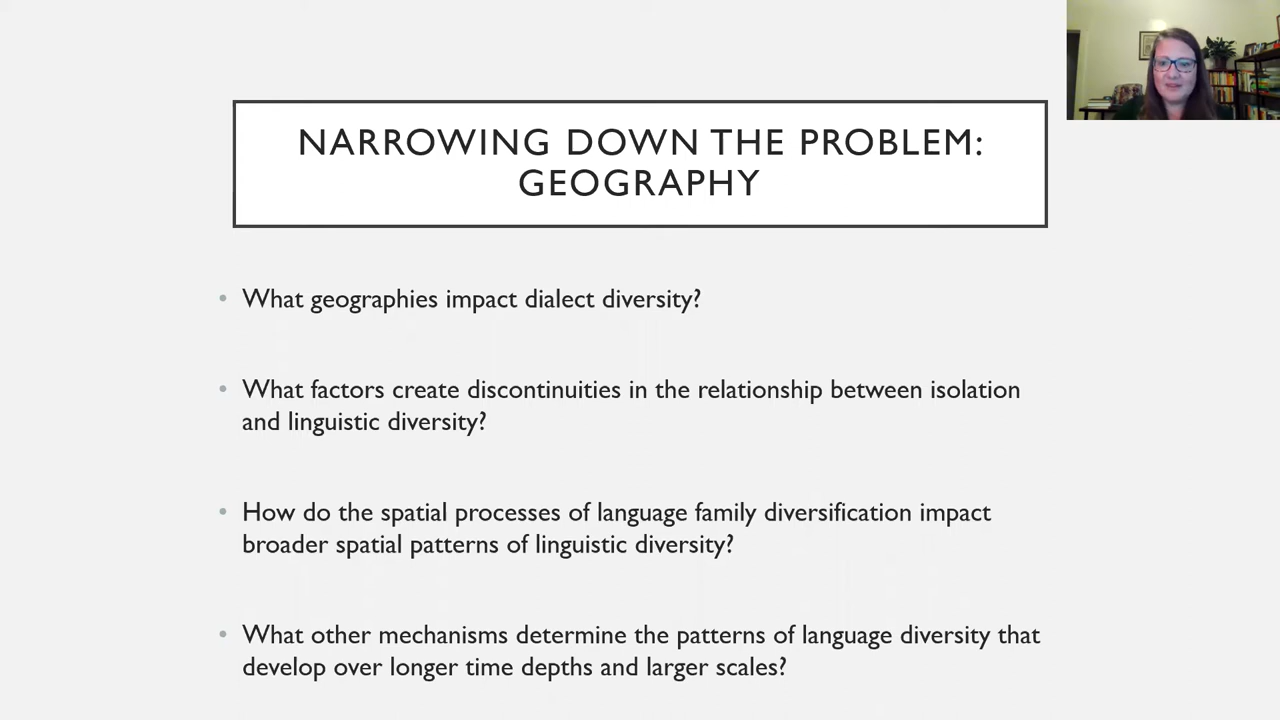 NARROWING DOWN THE PROBLEM:
GEOGRAPHY
• What geographies impact dialect diversity?
• What factors create discontinuities in the relationship between isolation
and linguistic diversity?
• How do the spatial processes of language family diversification impact
broader spatial patterns of linguistic diversity?
• What other mechanisms determine the patterns of language diversity that
develop over longer time depths and larger scales?